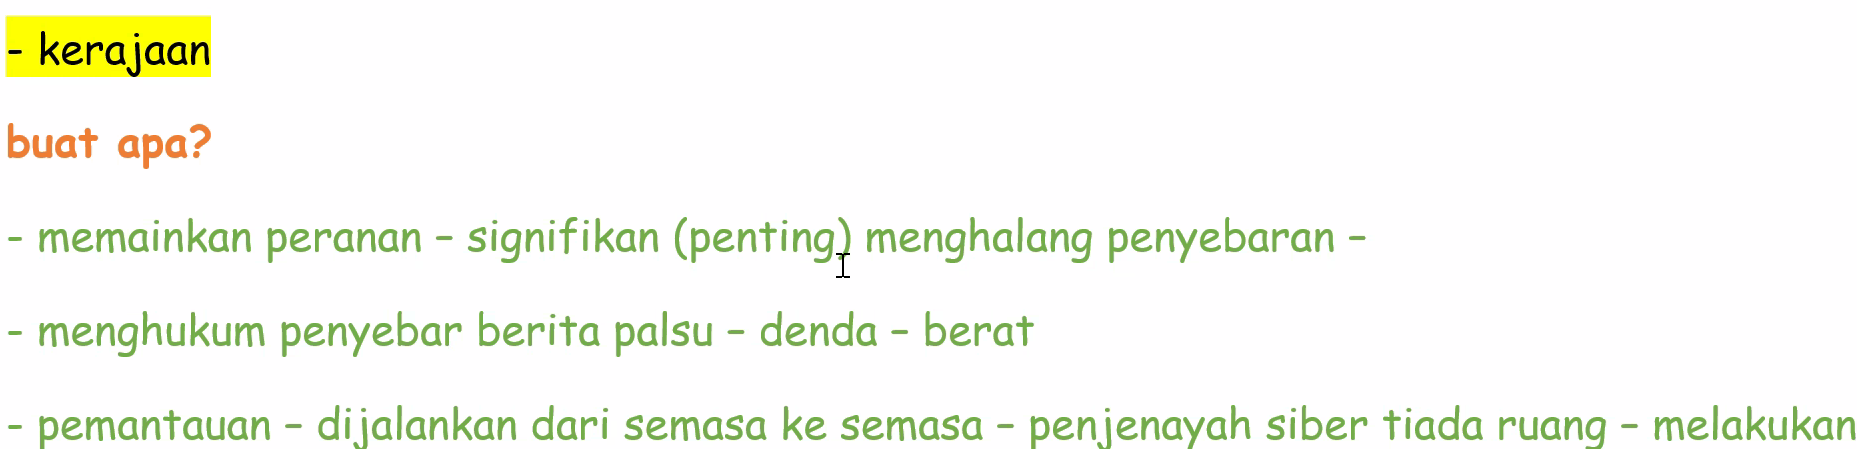 - kerajaan
buat apa?
- memainkan peranan – signifikan (penting) menghalang penyebaran –
- menghukum penyebar berita palsu – denda – berat
- pemantauan – dijalankan dari semasa ke semasa – penjenayah siber tiada ruang – melakukan